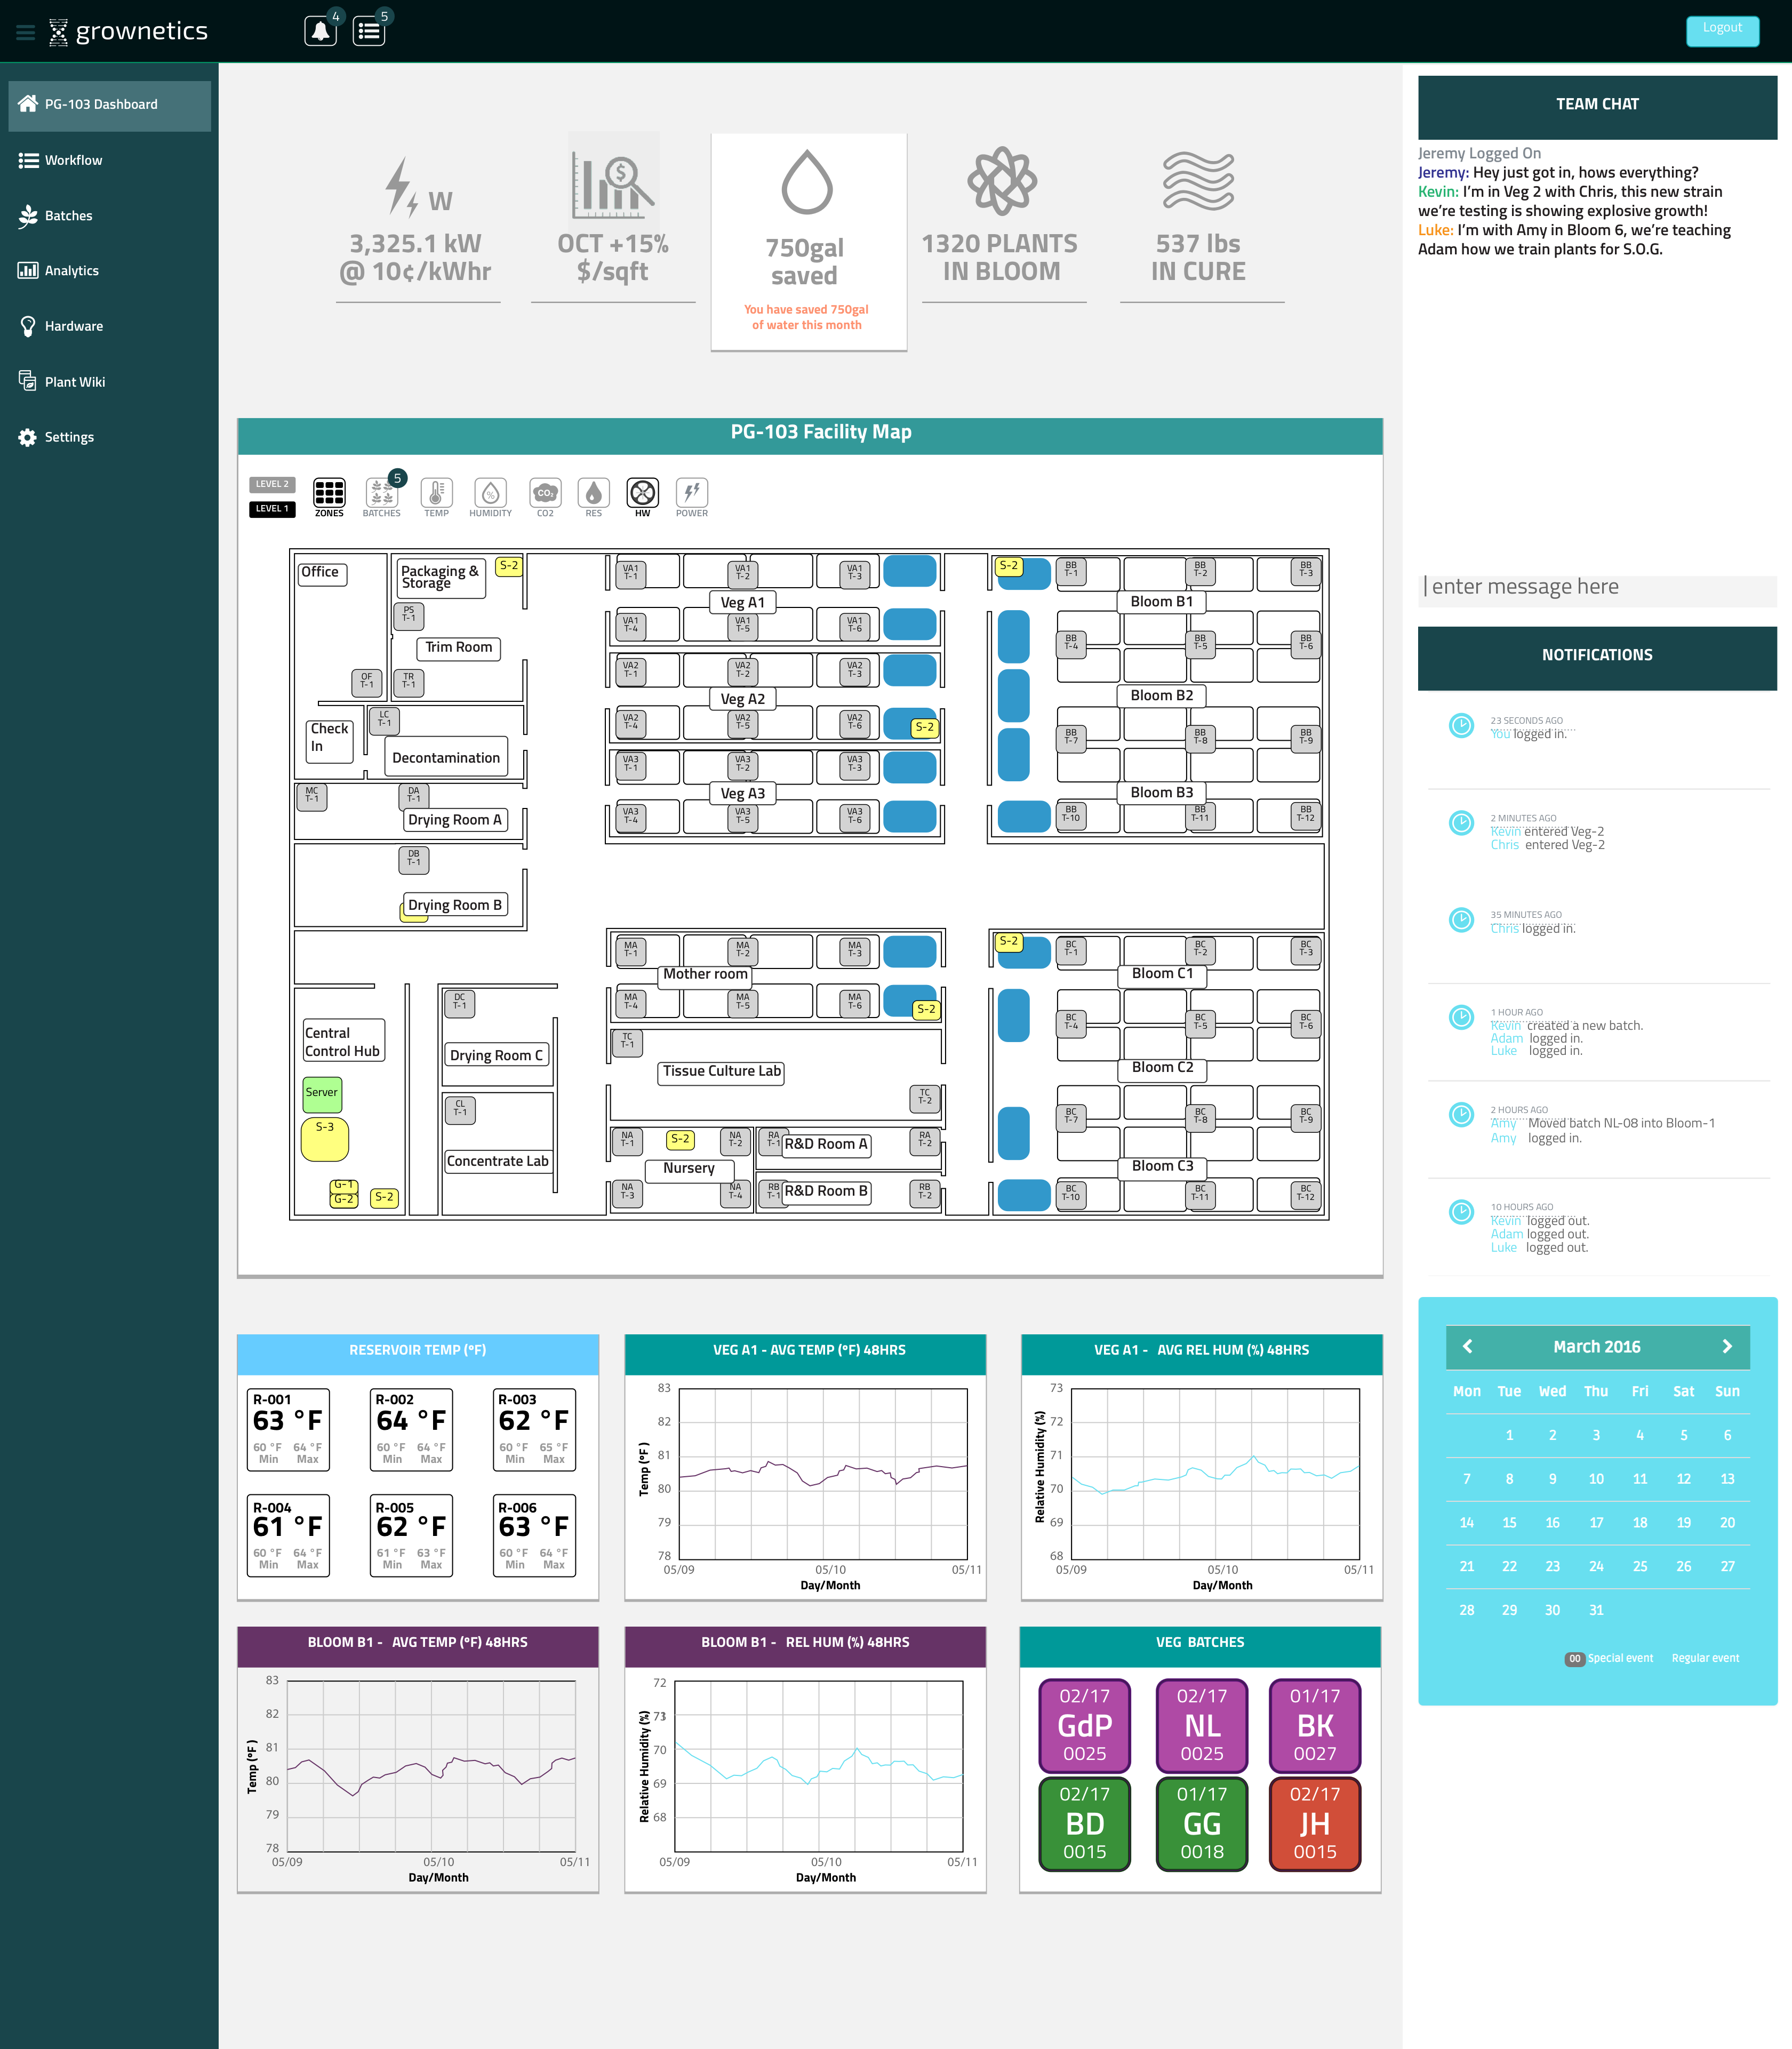 grownetics
4
5
Logout
PG-103 Dashboard
Workflow
Batches
Analytics
Hardware
Plant Wiki
Settings
W
3,325.1 kW
@ 10¢/kWhr
OCT +15%
$/sqft
750gal
saved
You have saved 750gal
of water this month
1320 PLANTS
IN BLOOM
537 lbs
IN CURE
PG-103 Facility Map
LEVEL 2
LEVEL 1
ZONES
5
BATCHES
TEMP
%
HUMIDITY
CO₂
CO2
RES
HW
POWER
Office
Packaging &
Storage
S-2
PS
T-1
Trim Room
OF
T-1
TR
T-1
LC
T-1
Check
In
Decontamination
MC
T-1
DA
T-1
Drying Room A
DB
T-1
Drying Room B
VA1
T-1
VA1
T-2
VA1
T-3
Veg A1
VA1
T-4
VA1
T-5
VA1
T-6
VA2
T-1
VA2
T-2
VA2
T-3
Veg A2
VA2
T-4
VA2
T-5
VA2
T-6
S-2
VA3
T-1
VA3
T-2
VA3
T-3
Veg A3
VA3
T-4
VA3
T-5
VA3
T-6
S-2
BB
T-1
BB
T-2
BB
T-3
Bloom B1
BB
T-4
BB
T-5
BB
T-6
Bloom B2
BB
T-7
BB
T-8
BB
T-9
Bloom B3
BB
T-10
BB
T-11
BB
T-12
Central
Control Hub
Server
S-3
G-1
G-2
S-2
DC
T-1
Drying Room C
CL
T-1
Concentrate Lab
MA
T-1
MA
T-2
MA
T-3
Mother room
MA
T-4
MA
T-5
MA
T-6
S-2
TC
T-1
Tissue Culture Lab
TC
T-2
NA
T-1
S-2
NA
T-2
Nursery
NA
T-3
NA
T-4
RA
T-1
R&D Room A
RA
T-2
RB
T-1
R&D Room B
RB
T-2
S-2
BC
T-1
BC
T-2
BC
T-3
Bloom C1
BC
T-4
BC
T-5
BC
T-6
Bloom C2
BC
T-7
BC
T-8
BC
T-9
Bloom C3
BC
T-10
BC
T-11
BC
T-12
RESERVOIR TEMP (ºF)
R-001
63 °F
60 °F 64 °F
Min Max
R-002
64 °F
60 °F 64 °F
Min Max
R-003
62 °F
60 °F 65 °F
Min Max
R-004
61 °F
60 °F 64 °F
Min Max
R-005
62 °F
61 °F 63 °F
Min Max
R-006
63 °F
60 °F 64 °F
Min Max
VEG A1 - AVG TEMP (ºF) 48HRS
Temp (ºF )
83
82
81
80
79
78
05/09 05/10 05/11
Day/Month
VEG A1 - AVG REL HUM (%) 48HRS
Relative Humidity (%)
73
72
71
70
69
68
05/09 05/10 05/11
Day/Month
BLOOM B1 - AVG TEMP (ºF) 48HRS
Temp (ºF )
83
82
81
80
79
78
05/09 05/10 05/11
Day/Month
BLOOM B1 - REL HUM (%) 48HRS
Relative Humidity (%)
72
70
69
68
05/09 05/10 05/11
Day/Month
VEG BATCHES
02/17
GdP
0025
02/17
NL
0025
01/17
BK
0027
02/17
BD
0015
01/17
GG
0018
02/17
JH
0015
TEAM CHAT
Jeremy Logged On
Jeremy: Hey just got in, hows everything?
Kevin: I'm in Veg 2 with Chris, this new strain
we're testing is showing explosive growth!
Luke: I'm with Amy in Bloom 6, we're teaching
Adam how we train plants for S.O.G.
enter message here
NOTIFICATIONS
23 SECONDS AGO
You logged in.
2 MINUTES AGO
Kevin entered Veg-2
Chris entered Veg-2
35 MINUTES AGO
Chris logged in.
1 HOUR AGO
Kevin created a new batch.
Adam logged in.
Luke logged in.
2 HOURS AGO
Amy Moved batch NL-08 into Bloom-1
Amy logged in.
10 HOURS AGO
Kevin logged out.
Adam logged out.
Luke logged out.
March 2016
Mon Tue Wed Thu Fri Sat Sun
1 2 3 4 5 6
7 8 9 10 11 12 13
14 15 16 17 18 19 20
21 22 23 24 25 26 27
28 29 30 31
00 Special event Regular event